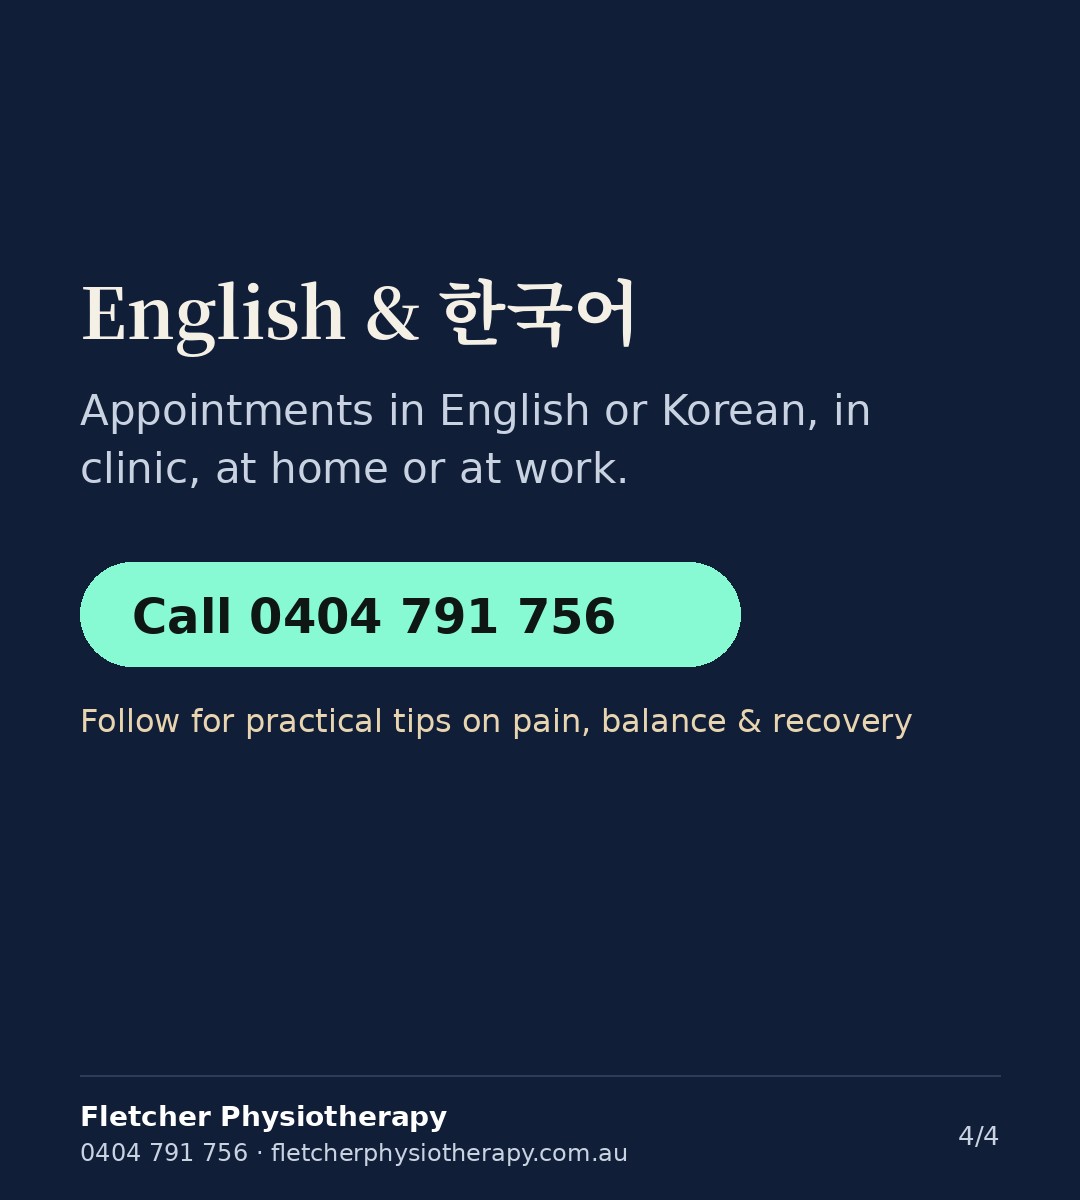 English & 한국어
Appointments in English or Korean, in
clinic, at home or at work.
Call 0404 791 756
Follow for practical tips on pain, balance & recovery
Fletcher Physiotherapy
0404 791 756 · fletcherphysiotherapy.com.au
4/4